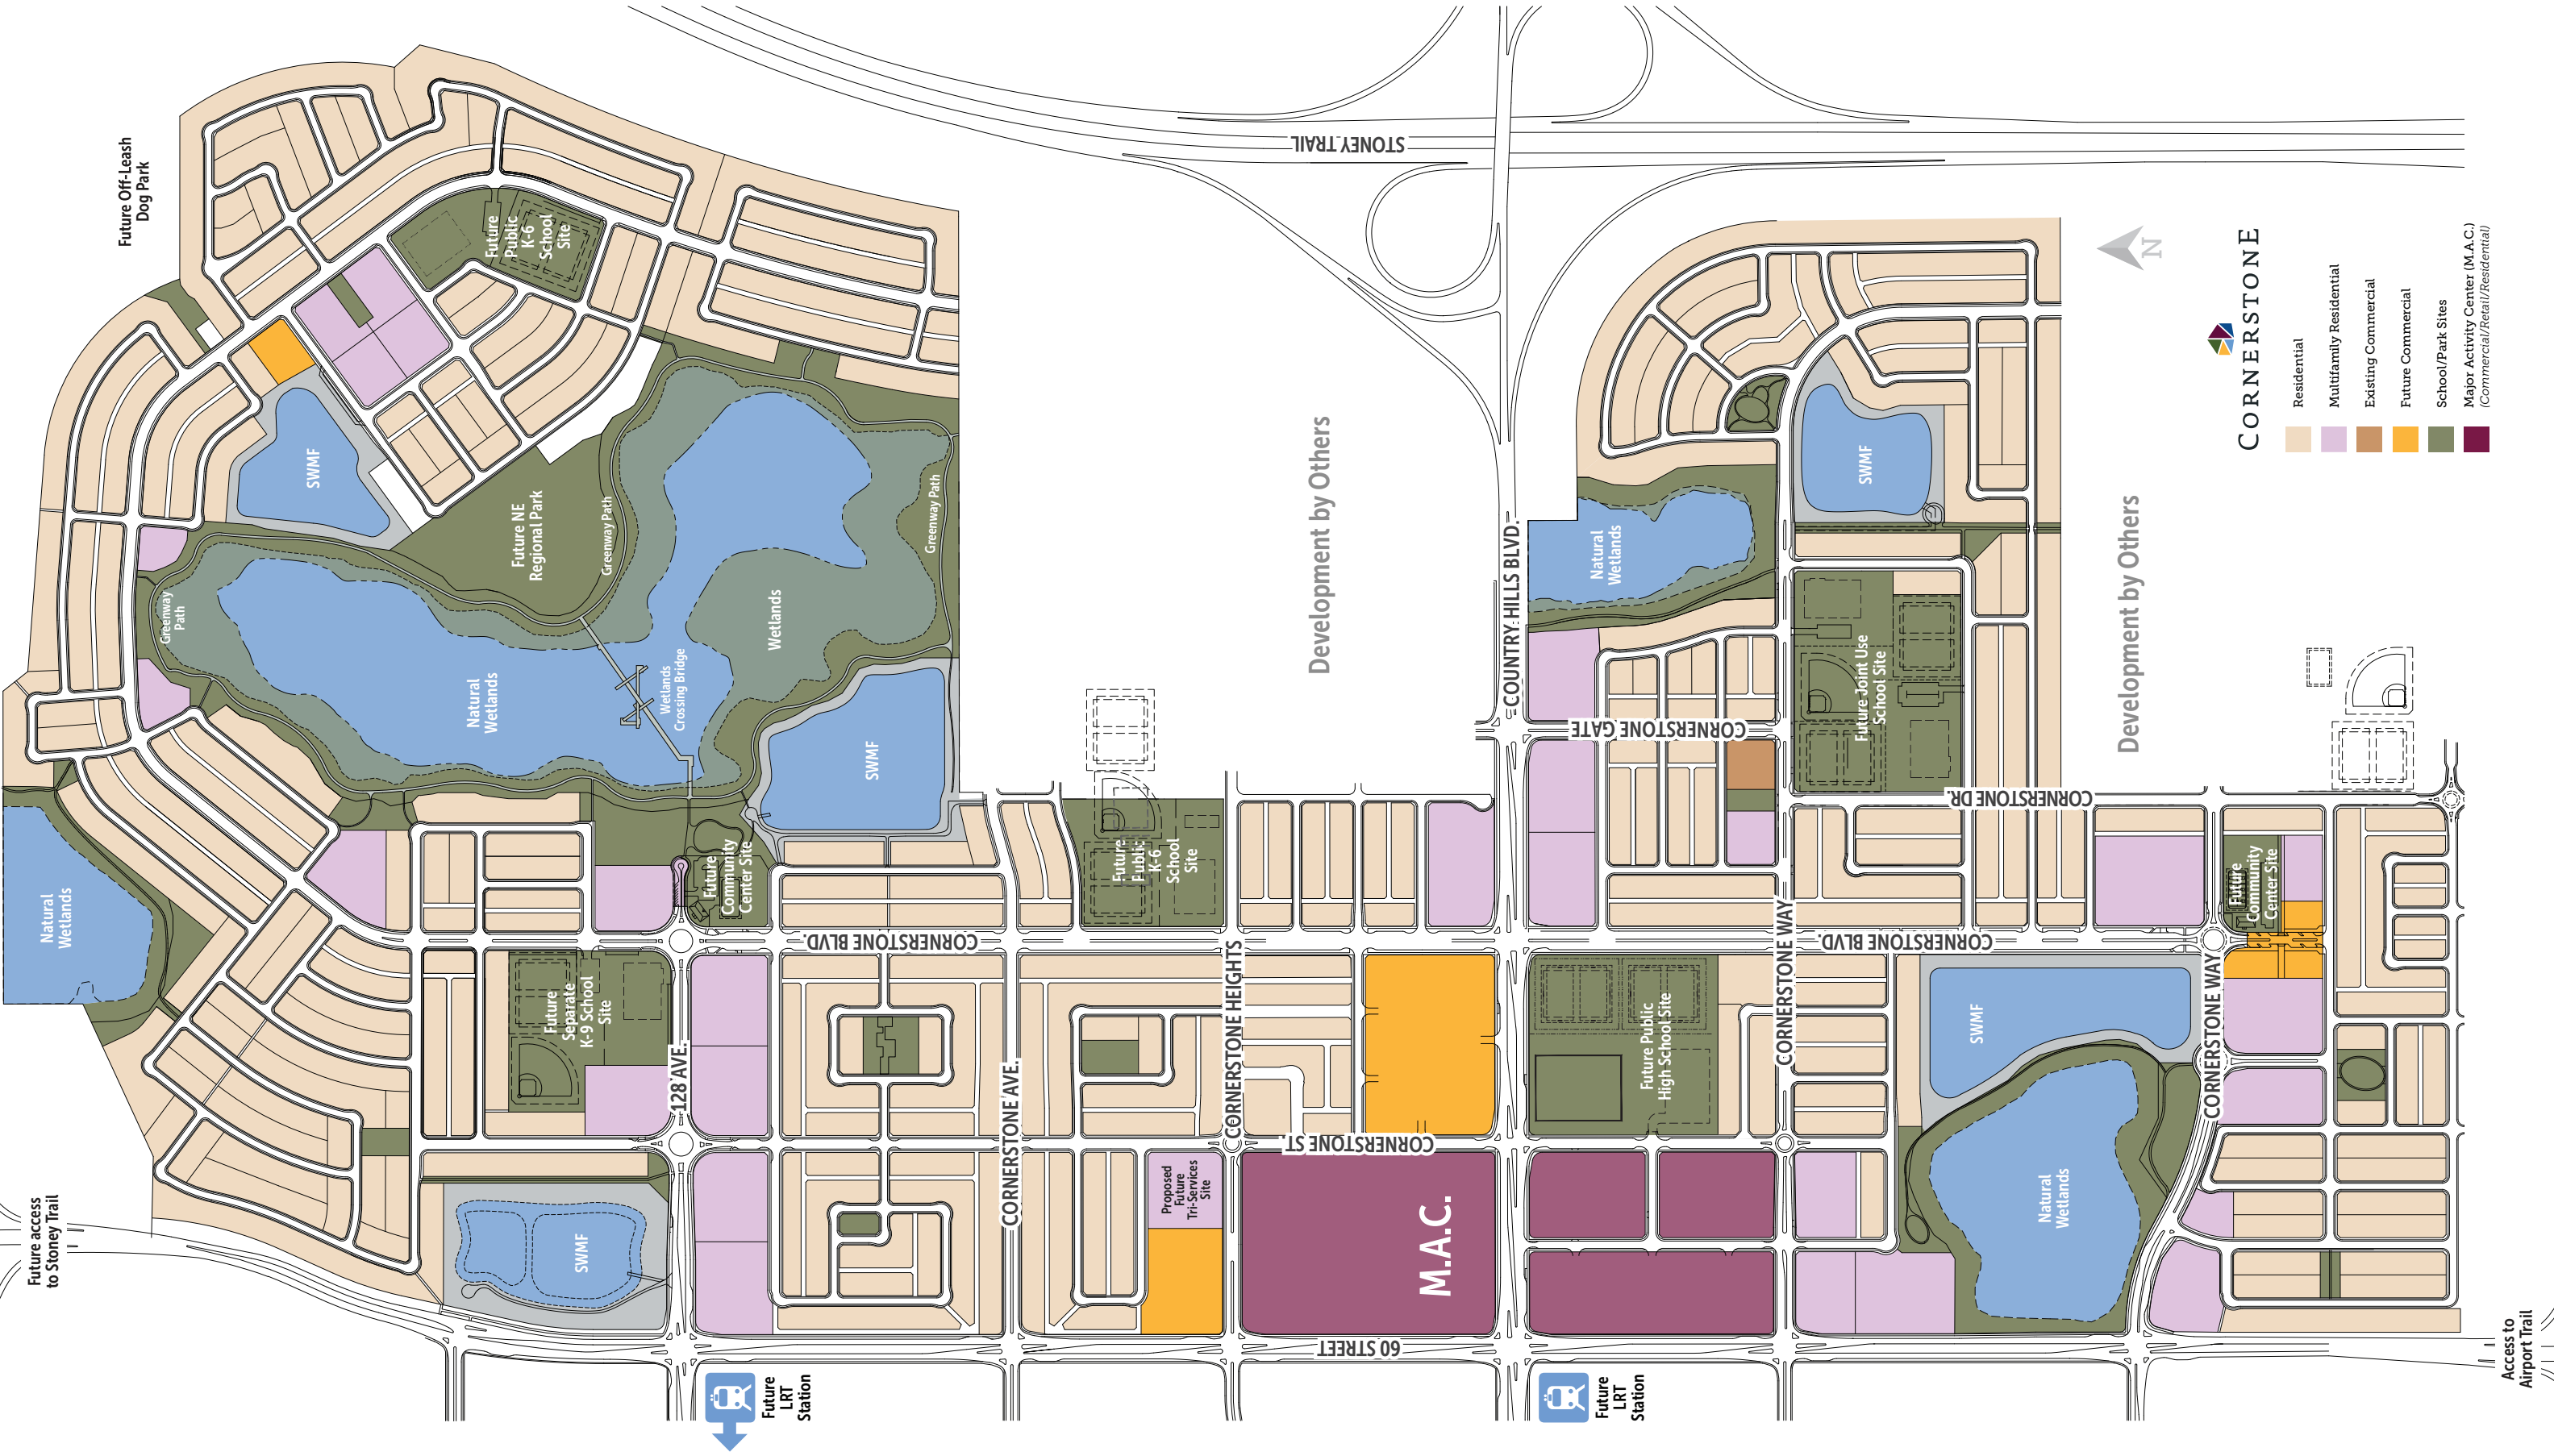 Future Off-Leash
Dog Park
STONEY TRAIL
Future
Public
K-6
School
Site
SWMF
Future NE
Regional Park
Greenway Path
Greenway Path
Greenway
Path
Natural
Wetlands
Wetlands
Wetlands
Crossing Bridge
SWMF
Natural
Wetlands
Future
Community
Center Site
Future
Public
K-6
School
Site
Development by Others
COUNTRY HILLS BLVD.
Natural
Wetlands
SWMF
CORNERSTONE GATE
Future Joint Use
School Site
CORNERSTONE DR.
Development by Others
N
CORNERSTONE
Residential
Multifamily Residential
Existing Commercial
Future Commercial
School/Park Sites
Major Activity Center (M.A.C.)
(Commercial/Retail/Residential)
CORNERSTONE BLVD.
CORNERSTONE BLVD.
Future
Community
Center Site
Future
Separate
K-9 School
Site
128 AVE.
CORNERSTONE AVE.
CORNERSTONE HEIGHTS
CORNERSTONE ST.
Future Public
High School Site
CORNERSTONE WAY
SWMF
CORNERSTONE WAY
Natural
Wetlands
Future access
to Stoney Trail
SWMF
Proposed
Future
Tri-Services
Site
M.A.C.
60 STREET
Future
LRT
Station
Future
LRT
Station
Access to
Airport Trail